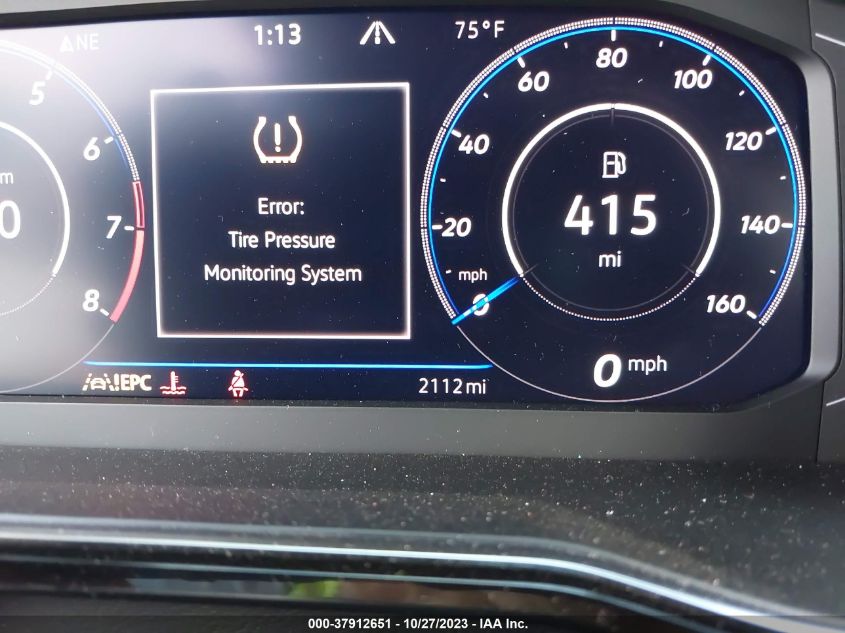 NE
1:13
75°F
5
6
7
8
0
Error:
Tire Pressure
Monitoring System
0
20
40
60
80
100
120
140
160
mph
415
mi
0 mph
EPC
2112 mi
000-37912651 - 10/27/2023 - IAA Inc.